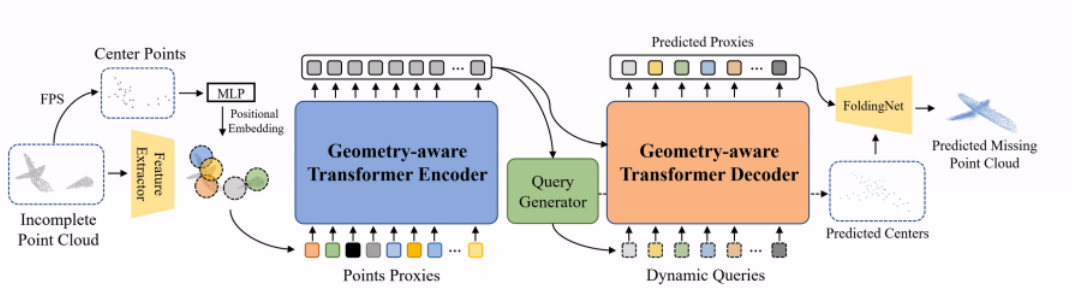 Center Points
FPS
MLP
Positional
Embedding
Feature
Extractor
Incomplete
Point Cloud
...
Geometry-aware
Transformer Encoder
...
Points Proxies
Query
Generator
Predicted Proxies
...
Geometry-aware
Transformer Decoder
...
Dynamic Queries
FoldingNet
Predicted Missing
Point Cloud
Predicted Centers